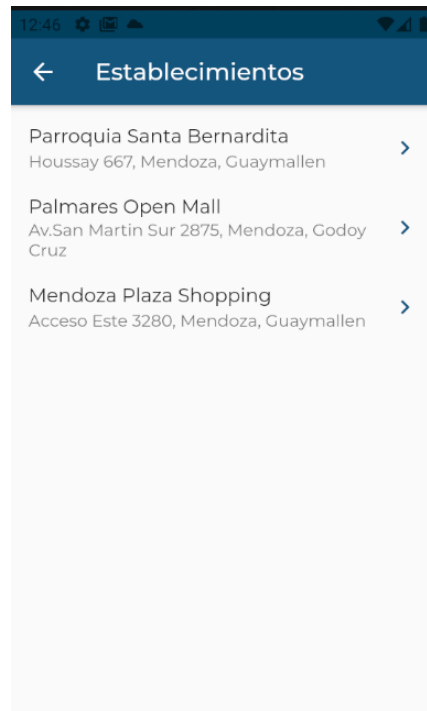 12:46
Establecimientos
Parroquia Santa Bernardita
Houssay 667, Mendoza, Guaymallen
Palmares Open Mall
Av.San Martin Sur 2875, Mendoza, Godoy
Cruz
Mendoza Plaza Shopping
Acceso Este 3280, Mendoza, Guaymallen